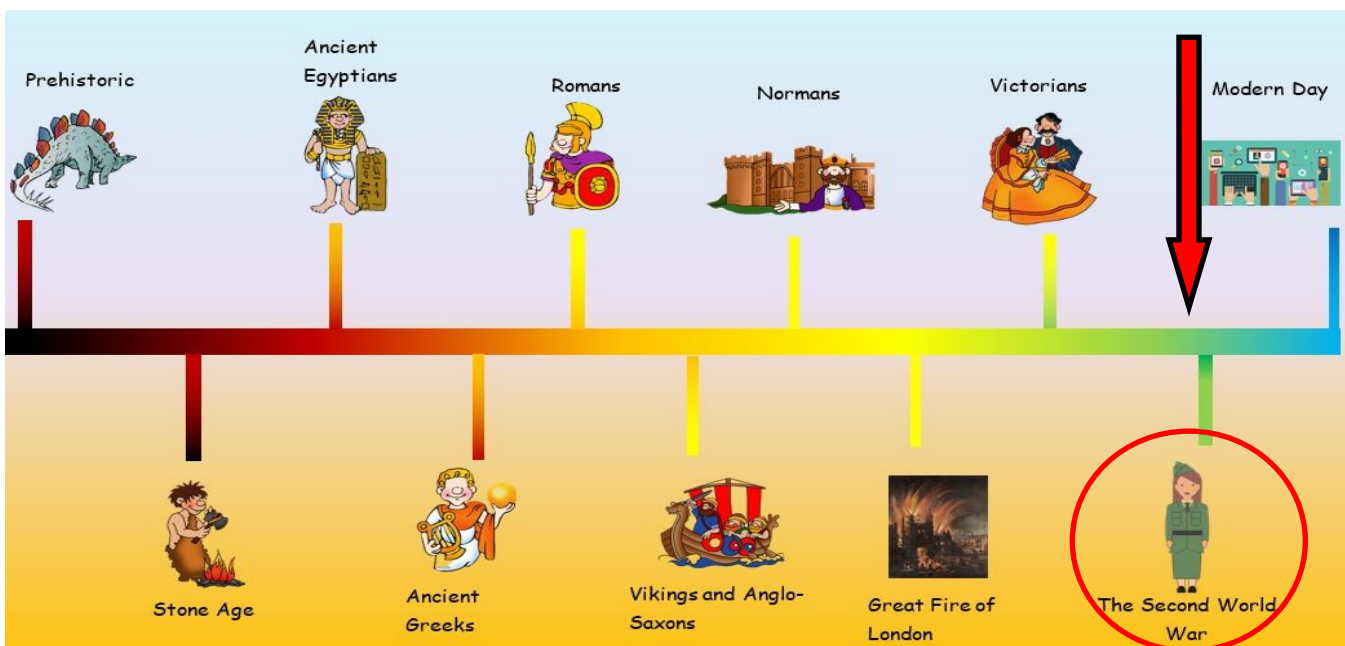 Prehistoric
Ancient
Egyptians
Romans
Normans
Victorians
Modern Day
Stone Age
Ancient
Greeks
Vikings and Anglo-
Saxons
Great Fire of
London
The Second World
War